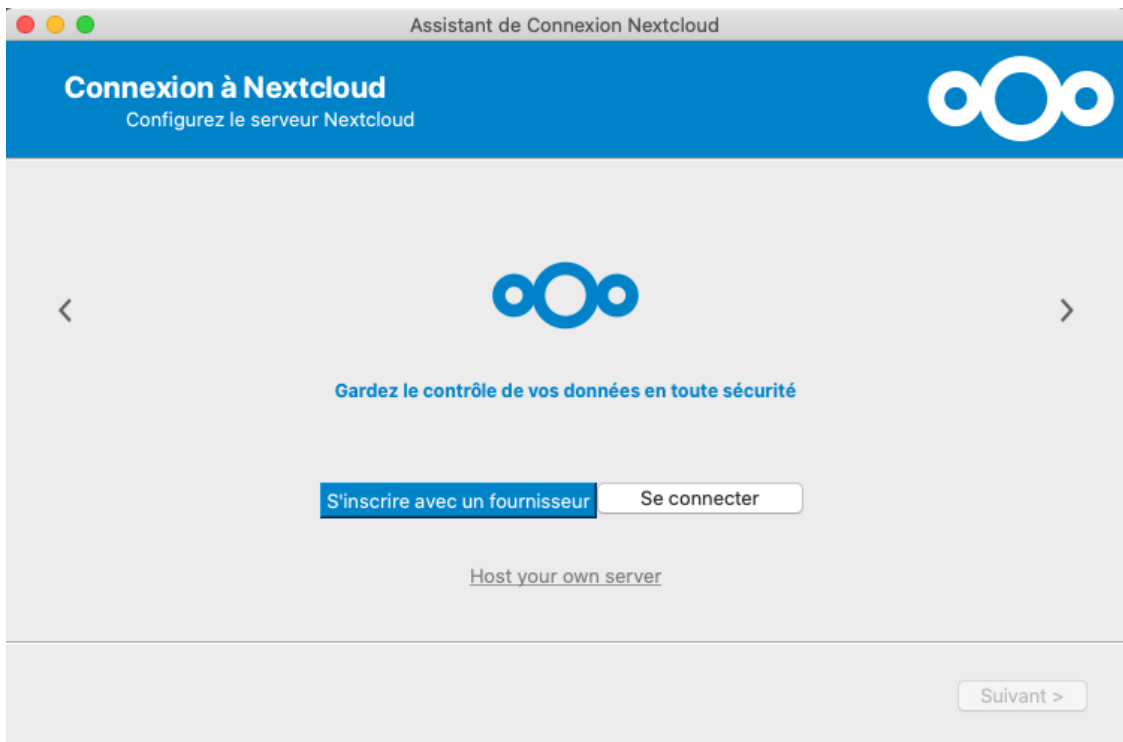 Assistant de Connexion Nextcloud
Connexion à Nextcloud
Configurez le serveur Nextcloud
Gardez le contrôle de vos données en toute sécurité
S'inscrire avec un fournisseur
Se connecter
Host your own server
Suivant >